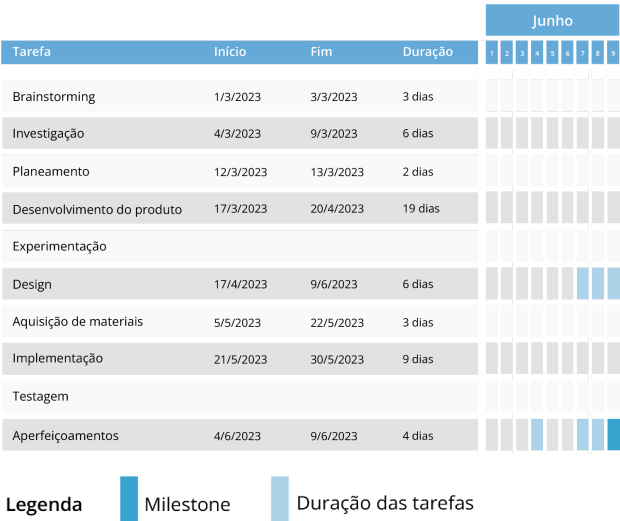 Junho
Tarefa Início Fim Duração 1 2 3 4 5 6 7 8 9
Brainstorming 1/3/2023 3/3/2023 3 dias
Investigação 4/3/2023 9/3/2023 6 dias
Planeamento 12/3/2023 13/3/2023 2 dias
Desenvolvimento do produto 17/3/2023 20/4/2023 19 dias
Experimentação
Design 17/4/2023 9/6/2023 6 dias
Aquisição de materiais 5/5/2023 22/5/2023 3 dias
Implementação 21/5/2023 30/5/2023 9 dias
Testagem
Aperfeiçoamentos 4/6/2023 9/6/2023 4 dias
Legenda Milestone Duração das tarefas